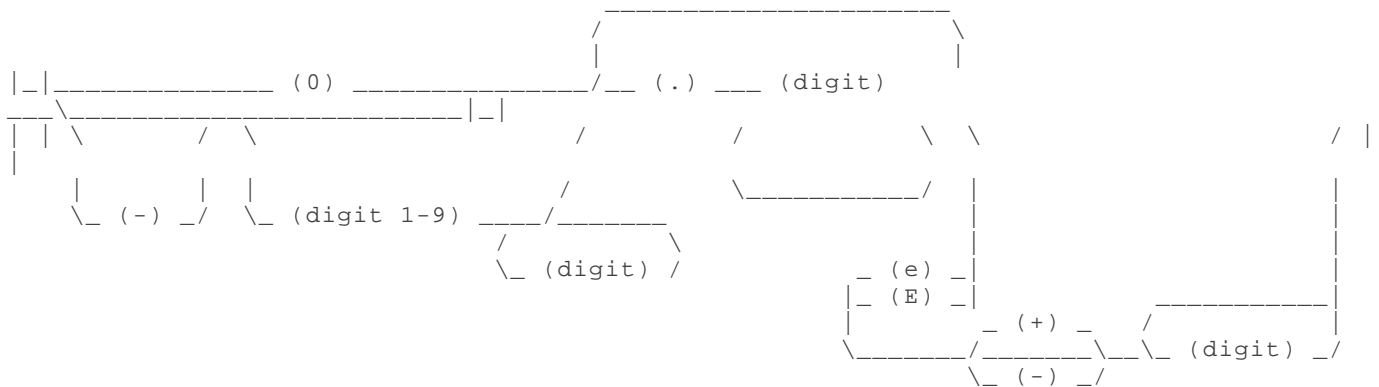 (0) (.) (digit)
(-) (digit 1-9)
(digit) (e)
(E)
(+)
(digit)
(-)